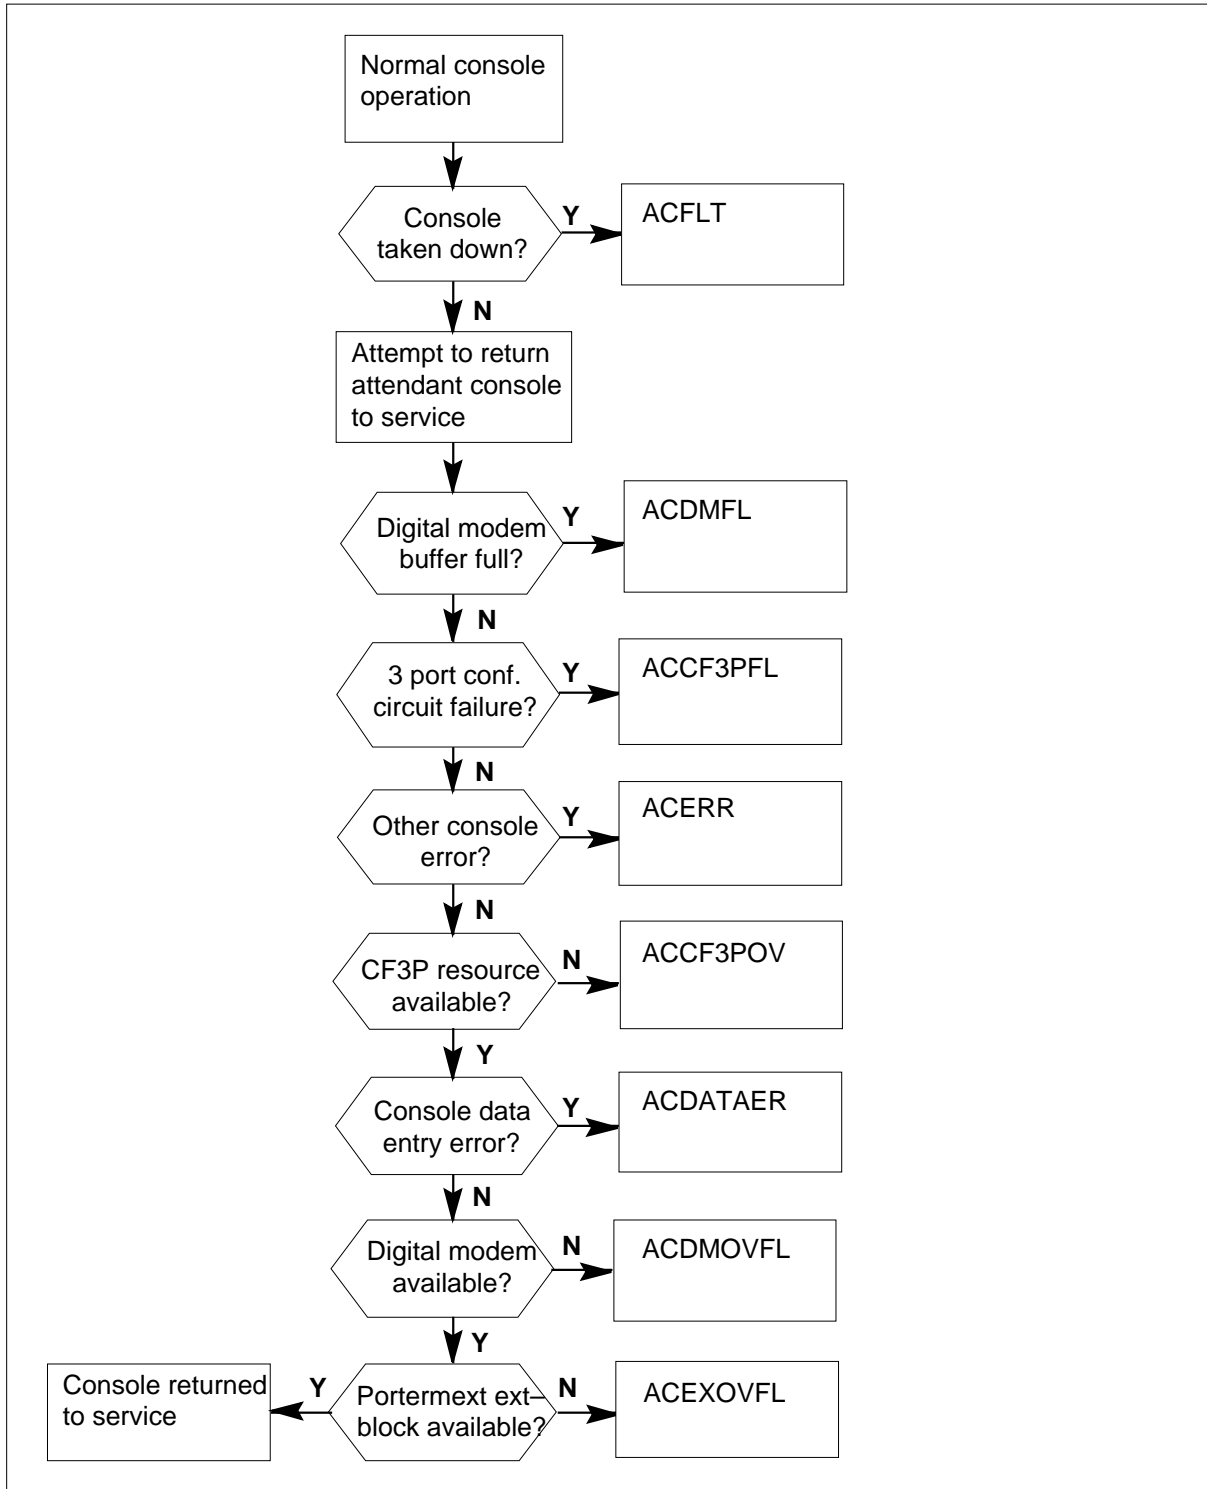 Normal console
operation
Console
taken down?
Y
ACFLT
N
Attempt to return
attendant console
to service
Digital modem
buffer full?
Y
ACDMFL
N
3 port conf.
circuit failure?
Y
ACCF3PFL
N
Other console
error?
Y
ACERR
N
CF3P resource
available?
N
ACCF3POV
Y
Console data
entry error?
Y
ACDATAER
N
Digital modem
available?
N
ACDMOVFL
Y
Console returned
to service
Y
Portermext ext–
block available?
N
ACEXOVFL